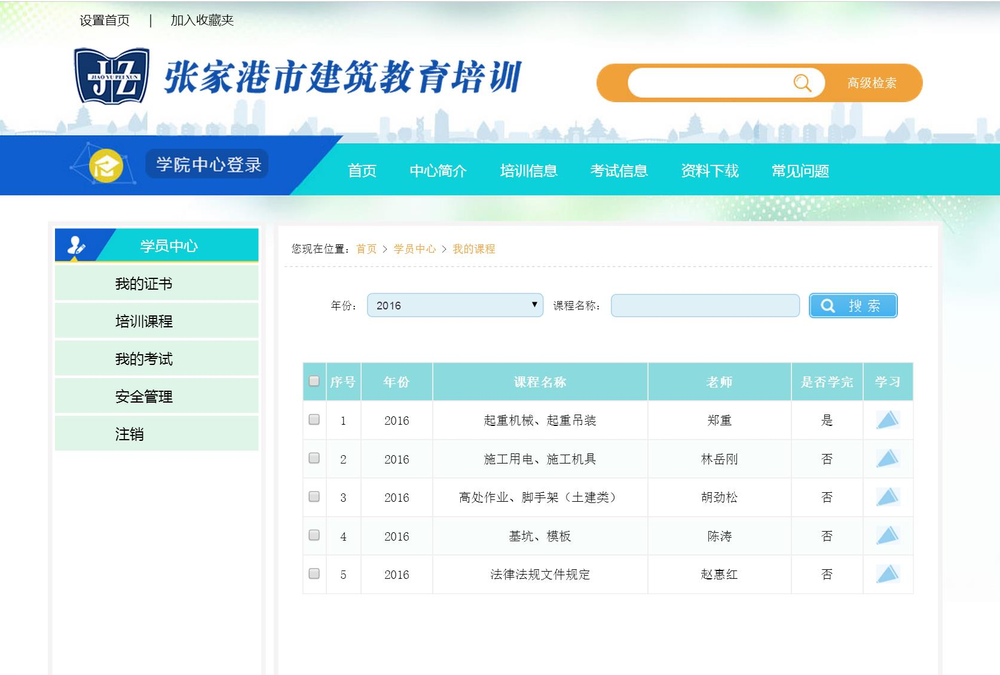 设置首页 | 加入收藏夹
JZ
JIAO YU PEI XUN
张家港市建筑教育培训
高级检索
学院中心登录
首页 中心简介 培训信息 考试信息 资料下载 常见问题
学员中心
我的证书
培训课程
我的考试
安全管理
注销
您现在位置：首页 > 学员中心 > 我的课程
年份： 2016 课程名称： 搜索
序号 年份 课程名称 老师 是否学完 学习
1 2016 起重机械、起重吊装 郑重 是
2 2016 施工用电、施工机具 林岳刚 否
3 2016 高处作业、脚手架（土建类） 胡劲松 否
4 2016 基坑、模板 陈涛 否
5 2016 法律法规文件规定 赵惠红 否